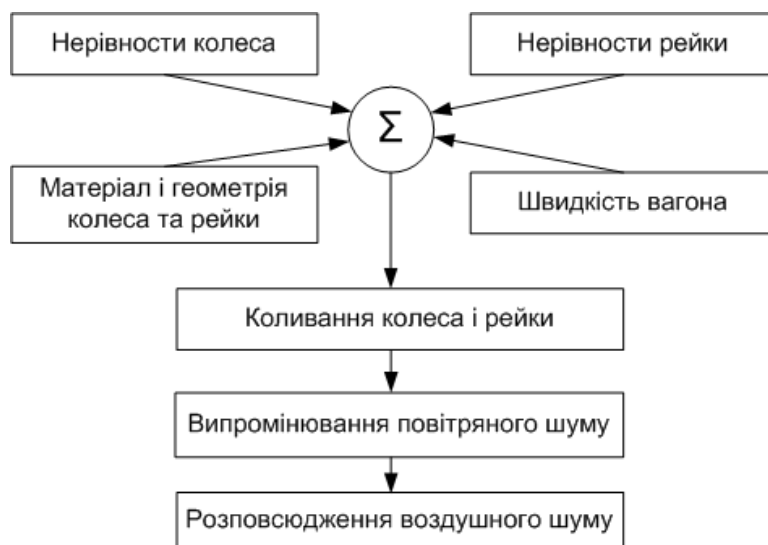 Нерівности колеса
Нерівности рейки
Σ
Матеріал і геометрія
колеса та рейки
Швидкість вагона
Коливання колеса і рейки
Випромінювання повітряного шуму
Розповсюдження воздушного шуму